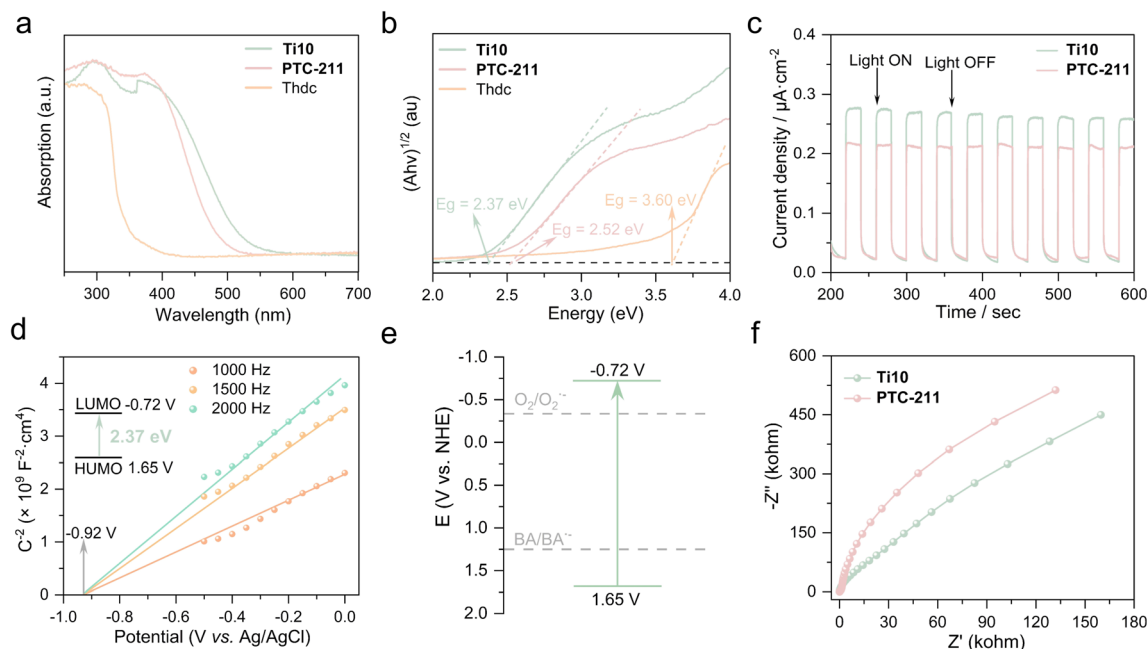 a
Ti10
PTC-211
Thdc
Absorption (a.u.)
300
400
500
600
700
Wavelength (nm)
b
Ti10
PTC-211
Thdc
(Ahv)^1/2 (au)
Eg = 2.37 eV
Eg = 3.60 eV
Eg = 2.52 eV
2.0
2.5
3.0
3.5
4.0
Energy (eV)
c
Ti10
PTC-211
Light ON
Light OFF
Current density / μA·cm-2
0.4
0.3
0.2
0.1
0.0
200
300
400
500
600
Time / sec
d
1000 Hz
1500 Hz
2000 Hz
LUMO -0.72 V
2.37 eV
HUMO 1.65 V
-0.92 V
C-2 (× 10^9 F-2·cm4)
4
3
2
1
0
-1.0
-0.8
-0.6
-0.4
-0.2
0.0
Potential (V vs. Ag/AgCl)
e
E (V vs. NHE)
-1.0
-0.5
0.0
0.5
1.0
1.5
2.0
-0.72 V
O2/O2·-
BA/BA·-
1.65 V
f
Ti10
PTC-211
-Z'' (kohm)
600
450
300
150
0
0
30
60
90
120
150
180
Z' (kohm)